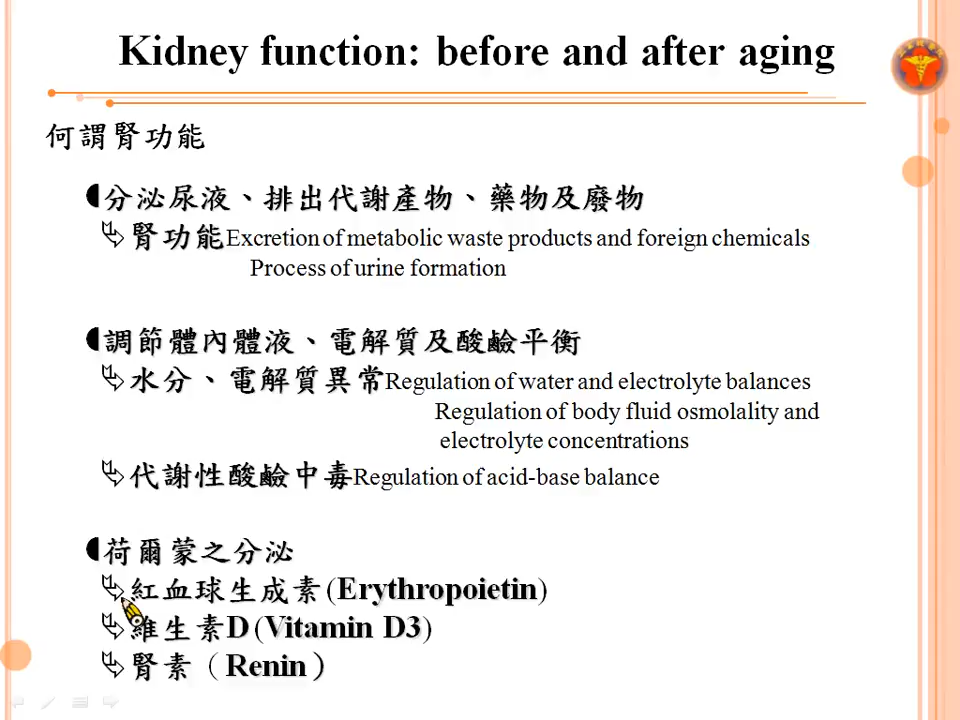 Kidney function: before and after aging
何謂腎功能
分泌尿液、排出代謝產物、藥物及廢物
腎功能Excretion of metabolic waste products and foreign chemicals
Process of urine formation
調節體內體液、電解質及酸鹼平衡
水分、電解質異常Regulation of water and electrolyte balances
Regulation of body fluid osmolality and
electrolyte concentrations
代謝性酸鹼中毒Regulation of acid-base balance
荷爾蒙之分泌
紅血球生成素(Erythropoietin)
維生素D(Vitamin D3)
腎素（Renin）